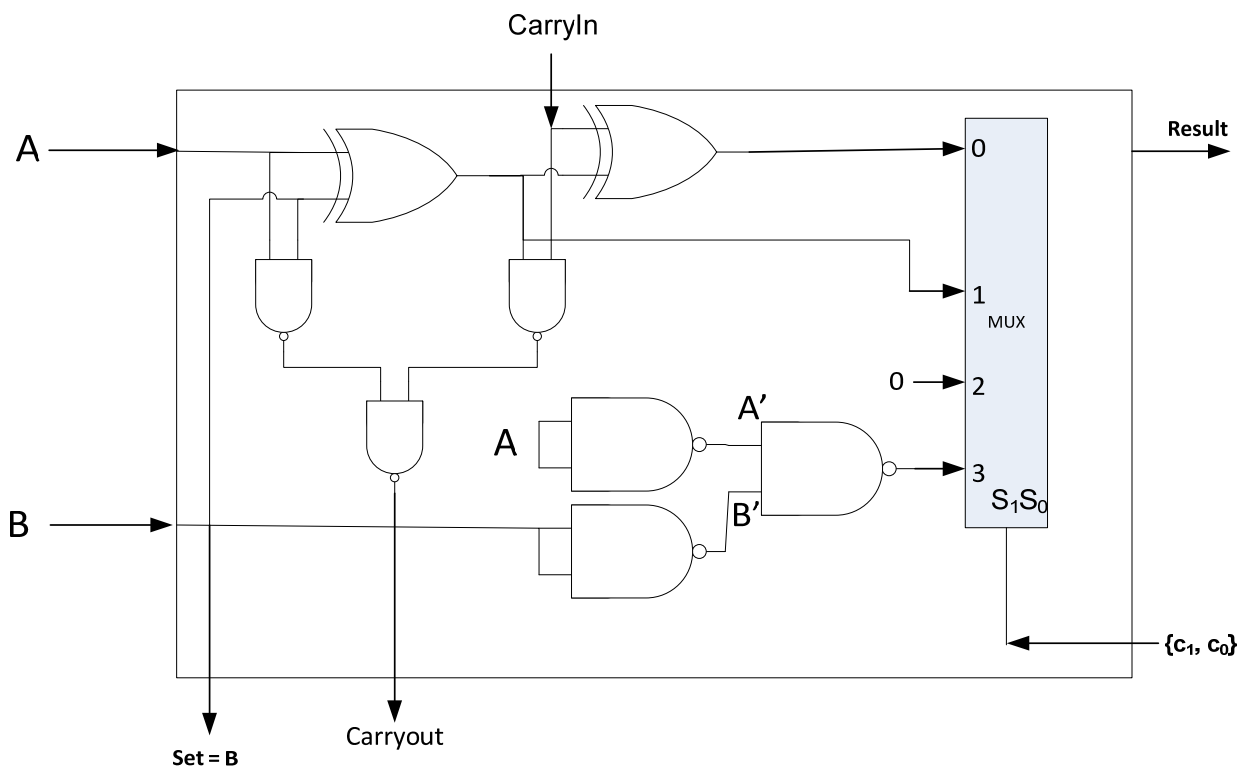 CarryIn
A
Result
0
1
MUX
0
2
A’
A
3
S₁S₀
B’
B
{c₁, c₀}
Carryout
Set = B